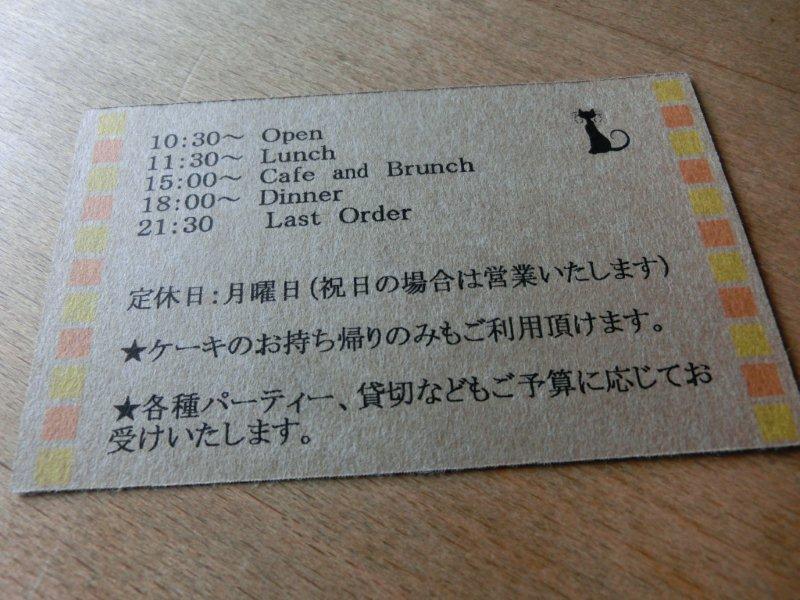 10:30～ Open
11:30～ Lunch
15:00～ Cafe and Brunch
18:00～ Dinner
21:30 Last Order
定休日：月曜日（祝日の場合は営業いたします）
★ケーキのお持ち帰りのみもご利用頂けます。
★各種パーティー、貸切などもご予算に応じてお
受けいたします。